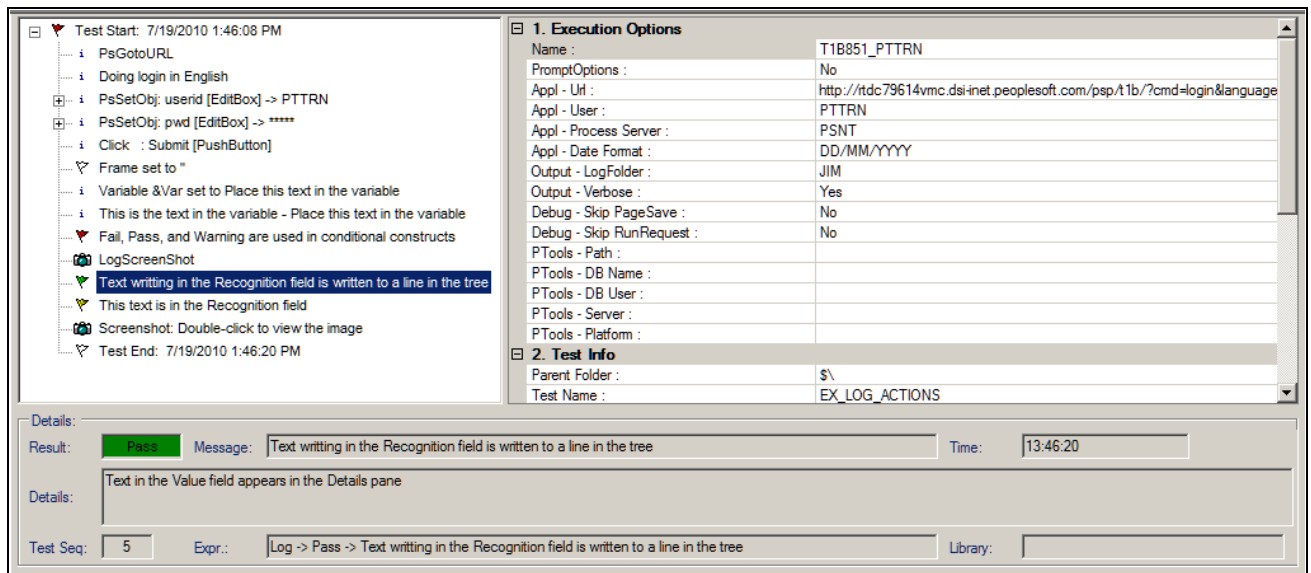 Test Start: 7/19/2010 1:46:08 PM
PsGotoURL
Doing login in English
PsSetObj: userid [EditBox] -> PTTRN
PsSetObj: pwd [EditBox] -> *****
Click : Submit [PushButton]
Frame set to ''
Variable &Var set to Place this text in the variable
This is the text in the variable - Place this text in the variable
Fail, Pass, and Warning are used in conditional constructs
LogScreenShot
Text writting in the Recognition field is written to a line in the tree
This text is in the Recognition field
Screenshot: Double-click to view the image
Test End: 7/19/2010 1:46:20 PM
1. Execution Options
Name : T1B851_PTTRN
PromptOptions : No
Appl - Url : http://rtdc79614vmc.dsi-inet.peoplesoft.com/psp/t1b/?cmd=login&language
Appl - User : PTTRN
Appl - Process Server : PSNT
Appl - Date Format : DD/MM/YYYY
Output - LogFolder : JIM
Output - Verbose : Yes
Debug - Skip PageSave : No
Debug - Skip RunRequest : No
PTools - Path :
PTools - DB Name :
PTools - DB User :
PTools - Server :
PTools - Platform :
2. Test Info
Parent Folder : $\
Test Name : EX_LOG_ACTIONS
Details:
Result: Pass Message: Text writting in the Recognition field is written to a line in the tree Time: 13:46:20
Details: Text in the Value field appears in the Details pane
Test Seq: 5 Expr.: Log -> Pass -> Text writting in the Recognition field is written to a line in the tree Library: